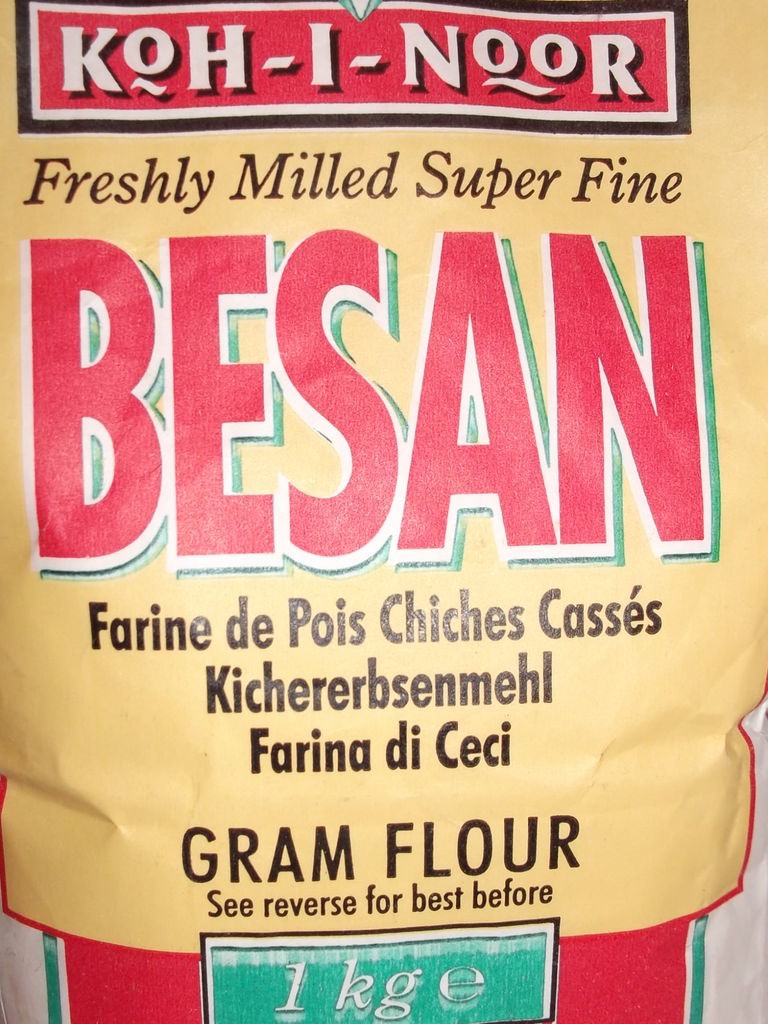 KOH-I-NOOR
Freshly Milled Super Fine
BESAN
Farine de Pois Chiches Cassés
Kichererbsenmehl
Farina di Ceci
GRAM FLOUR
See reverse for best before
1 kg ℮